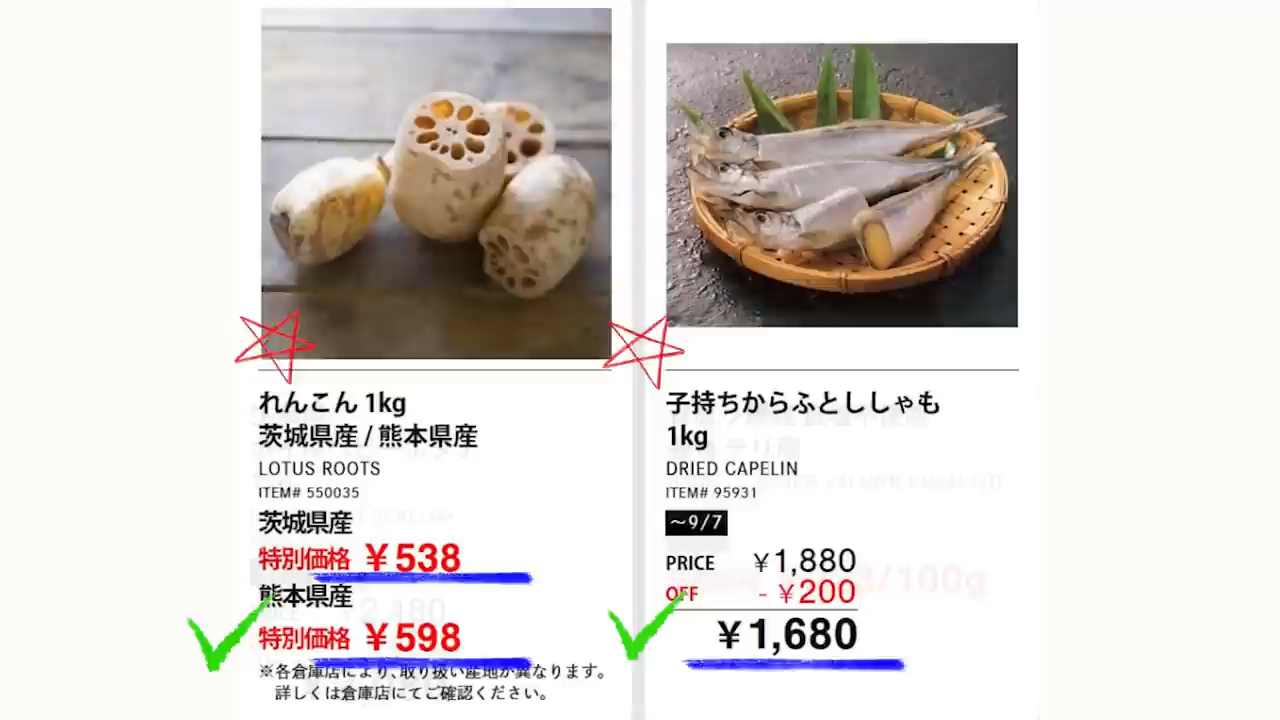 れんこん 1kg
茨城県産 / 熊本県産
LOTUS ROOTS
ITEM# 550035
茨城県産
特別価格 ¥538
熊本県産
特別価格 ¥598
※各倉庫店により、取り扱い産地が異なります。
詳しくは倉庫店にてご確認ください。
子持ちからふとししゃも
1kg
DRIED CAPELIN
ITEM# 95931
～9/7
PRICE ¥1,880
OFF - ¥200
¥1,680